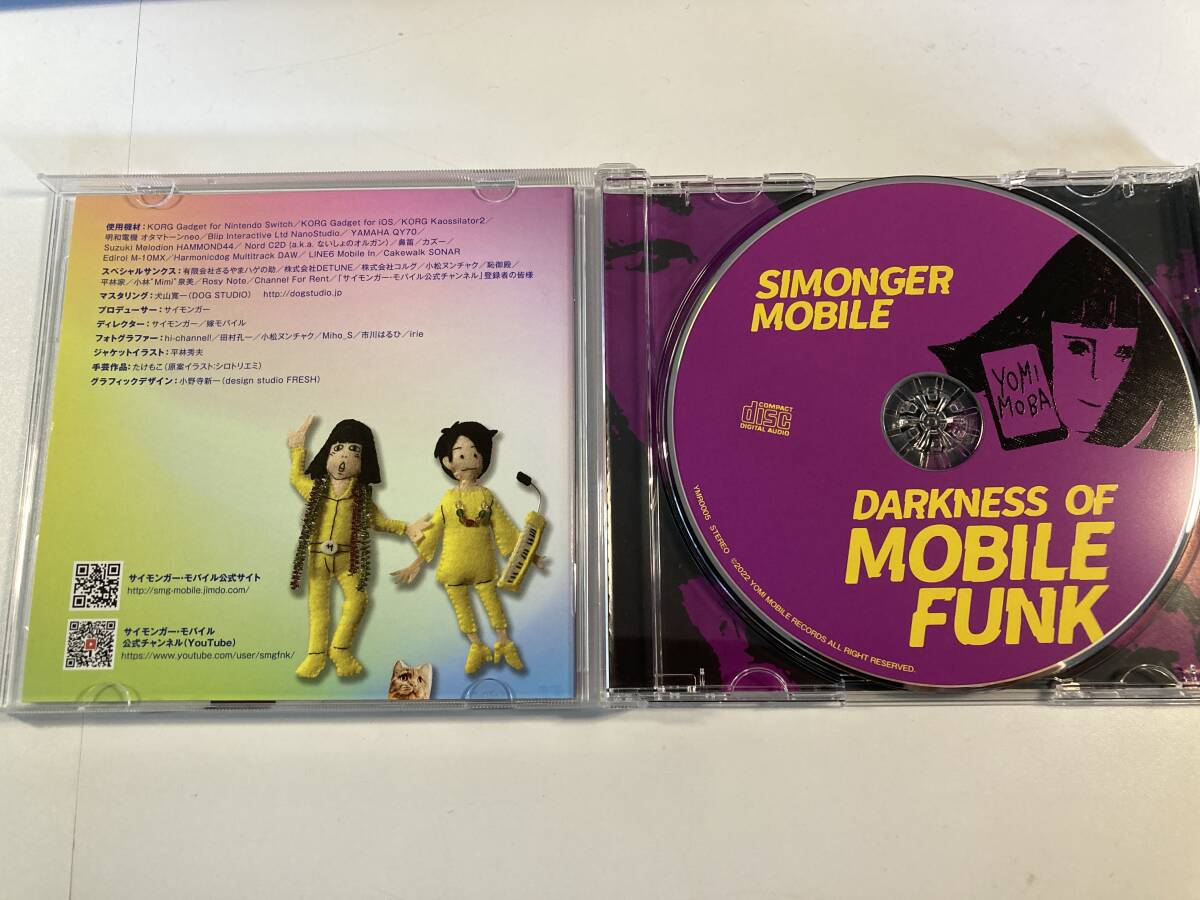 使用機材：KORG Gadget for Nintendo Switch／KORG Gadget for iOS／KORG Kaossilator2／
明和電機 オタマトーンneo／Blip Interactive Ltd NanoStudio／ YAMAHA QY70／
Suzuki Melodion HAMMOND44／ Nord C2D (a.k.a. ないしょのオルガン)／鼻笛／カズー／
Edirol M-10MX／Harmonicdog Multitrack DAW／ LINE6 Mobile In／Cakewalk SONAR
スペシャルサンクス：有限会社さるやまハゲの助／株式会社DETUNE／株式会社コルグ／小松ヌンチャク／恥御殿／
平林家／小林"Mimi"泉美／Rosy Note／Channel For Rent／「サイモンガー・モバイル公式チャンネル」登録者の皆様
マスタリング：犬山寛一(DOG STUDIO)　http://dogstudio.jp
プロデューサー：サイモンガー
ディレクター：サイモンガー／嫁モバイル
フォトグラファー：hi-channel!／田村孔一／小松ヌンチャク／Miho_S／市川はるひ／irie
ジャケットイラスト：平林秀夫
手芸作品：たけもこ(原案イラスト:シロトリエミ)
グラフィックデザイン：小野寺新一(design studio FRESH)
サイモンガー・モバイル公式サイト
http://smg-mobile.jimdo.com/
サイモンガー・モバイル
公式チャンネル(YouTube)
https://www.youtube.com/user/smgfnk/
SIMONGER
MOBILE
YOMI
MOBA
COMPACT
disc
DIGITAL AUDIO
DARKNESS OF
MOBILE
FUNK
YMR0005 STEREO ©2022 YOMI MOBILE RECORDS ALL RIGHT RESERVED.